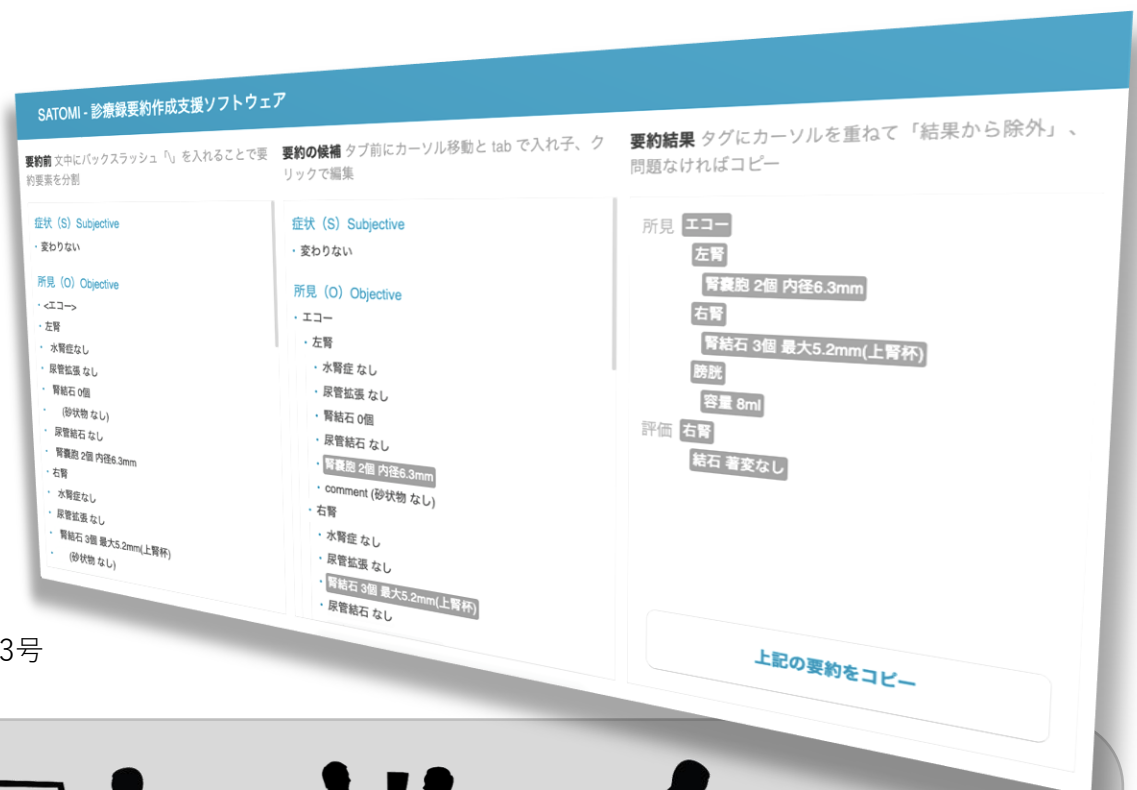 SATOMI - 診療録要約作成支援ソフトウェア
要約前 文中にバックスラッシュ「\」を入れることで要
約要素を分割
症状（S）Subjective
・変わりない
所見（O）Objective
・<エコー>
・左腎
・ 水腎症なし
・ 尿管拡張 なし
・ 腎結石 0個
・ (砂状物 なし)
・ 尿管結石 なし
・ 腎嚢胞 2個 内径6.3mm
・右腎
・ 水腎症なし
・ 尿管拡張 なし
・ 腎結石 3個 最大5.2mm(上腎杯)
・ (砂状物 なし)
要約の候補 タブ前にカーソル移動と tab で入れ子、ク
リックで編集
症状（S）Subjective
・変わりない
所見（O）Objective
・エコー
・左腎
・水腎症 なし
・尿管拡張 なし
・腎結石 0個
・尿管結石 なし
・腎嚢胞 2個 内径6.3mm
・comment (砂状物 なし)
・右腎
・水腎症 なし
・尿管拡張 なし
・腎結石 3個 最大5.2mm(上腎杯)
・尿管結石 なし
要約結果 タグにカーソルを重ねて「結果から除外」、
問題なければコピー
所見 エコー
左腎
腎嚢胞 2個 内径6.3mm
右腎
腎結石 3個 最大5.2mm(上腎杯)
膀胱
容量 8ml
評価 右腎
結石 著変なし
上記の要約をコピー
3号